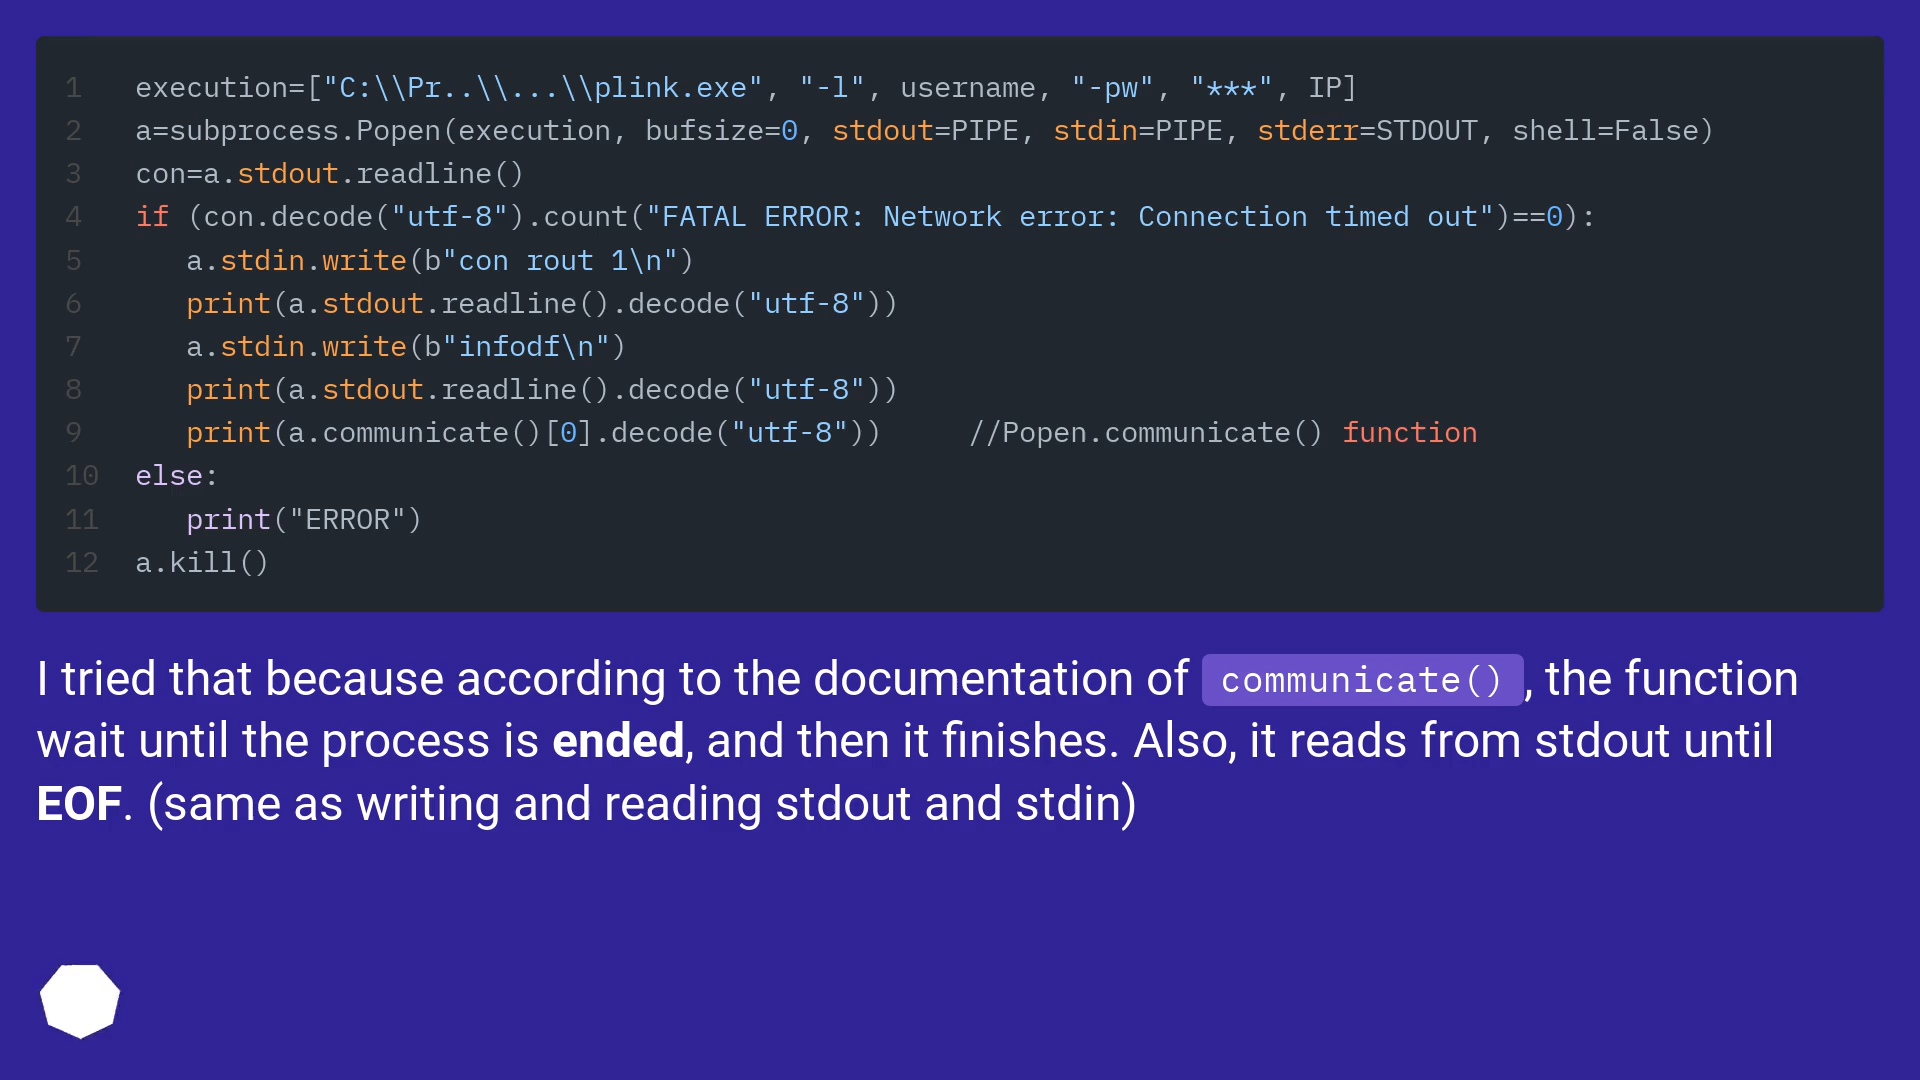 1 execution=["C:\\Pr..\\...\\plink.exe", "-l", username, "-pw", "***", IP]
2 a=subprocess.Popen(execution, bufsize=0, stdout=PIPE, stdin=PIPE, stderr=STDOUT, shell=False)
3 con=a.stdout.readline()
4 if (con.decode("utf-8").count("FATAL ERROR: Network error: Connection timed out")==0):
5    a.stdin.write(b"con rout 1\n")
6    print(a.stdout.readline().decode("utf-8"))
7    a.stdin.write(b"infodf\n")
8    print(a.stdout.readline().decode("utf-8"))
9    print(a.communicate()[0].decode("utf-8"))     //Popen.communicate() function
10 else:
11    print("ERROR")
12 a.kill()
I tried that because according to the documentation of communicate(), the function
wait until the process is ended, and then it finishes. Also, it reads from stdout until
EOF. (same as writing and reading stdout and stdin)